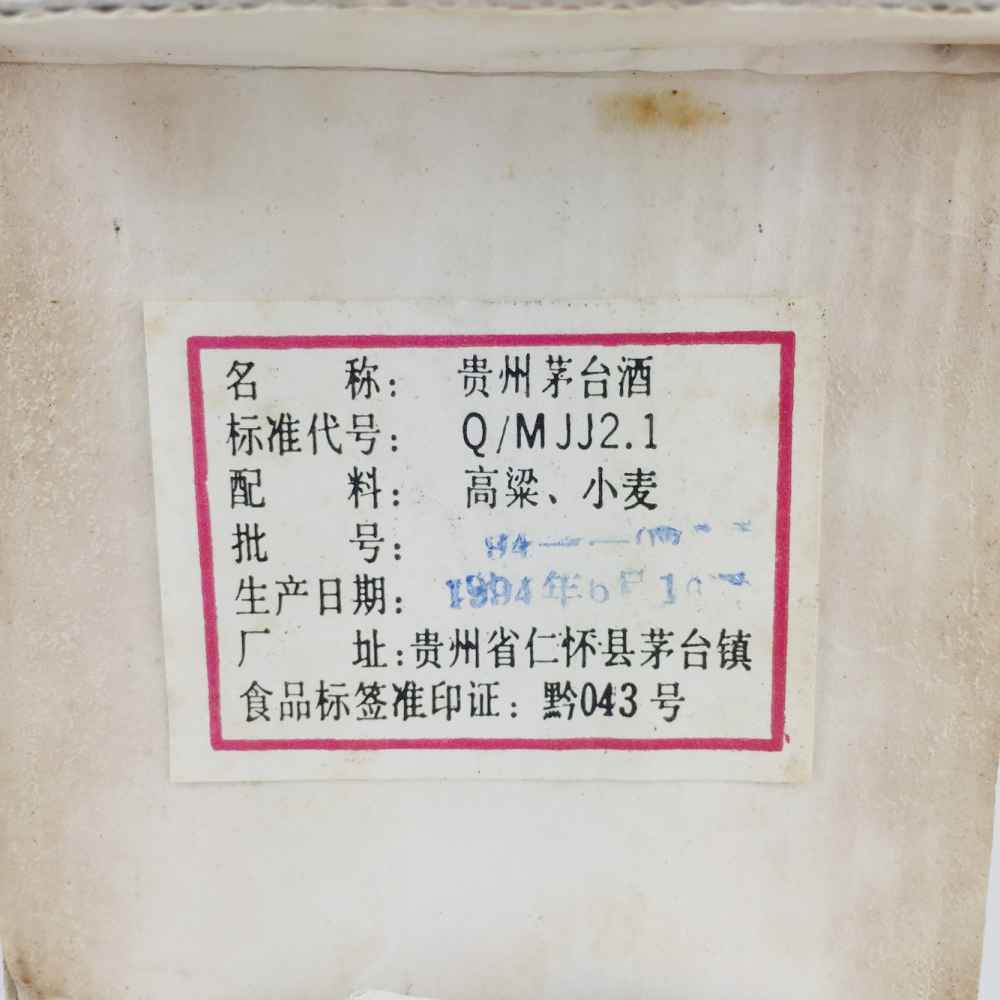 名 称： 贵州茅台酒
标准代号： Q/MJJ2.1
配 料： 高粱、小麦
批 号： 94-
生产日期： 1994年6月
厂 址：贵州省仁怀县茅台镇
食品标签准印证：黔043号